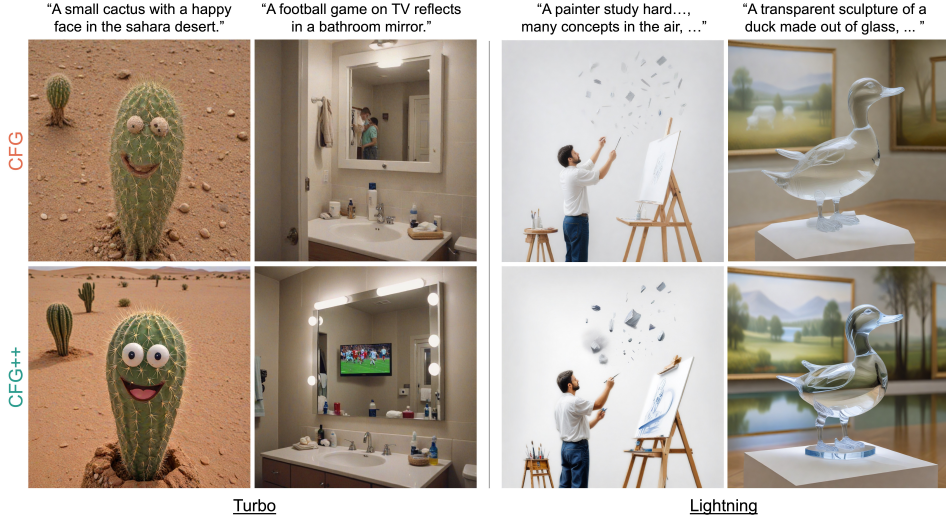 “A small cactus with a happy
face in the sahara desert.”
“A football game on TV reflects
in a bathroom mirror.”
“A painter study hard…,
many concepts in the air, …”
“A transparent sculpture of a
duck made out of glass, ...”
CFG
CFG++
Turbo
Lightning